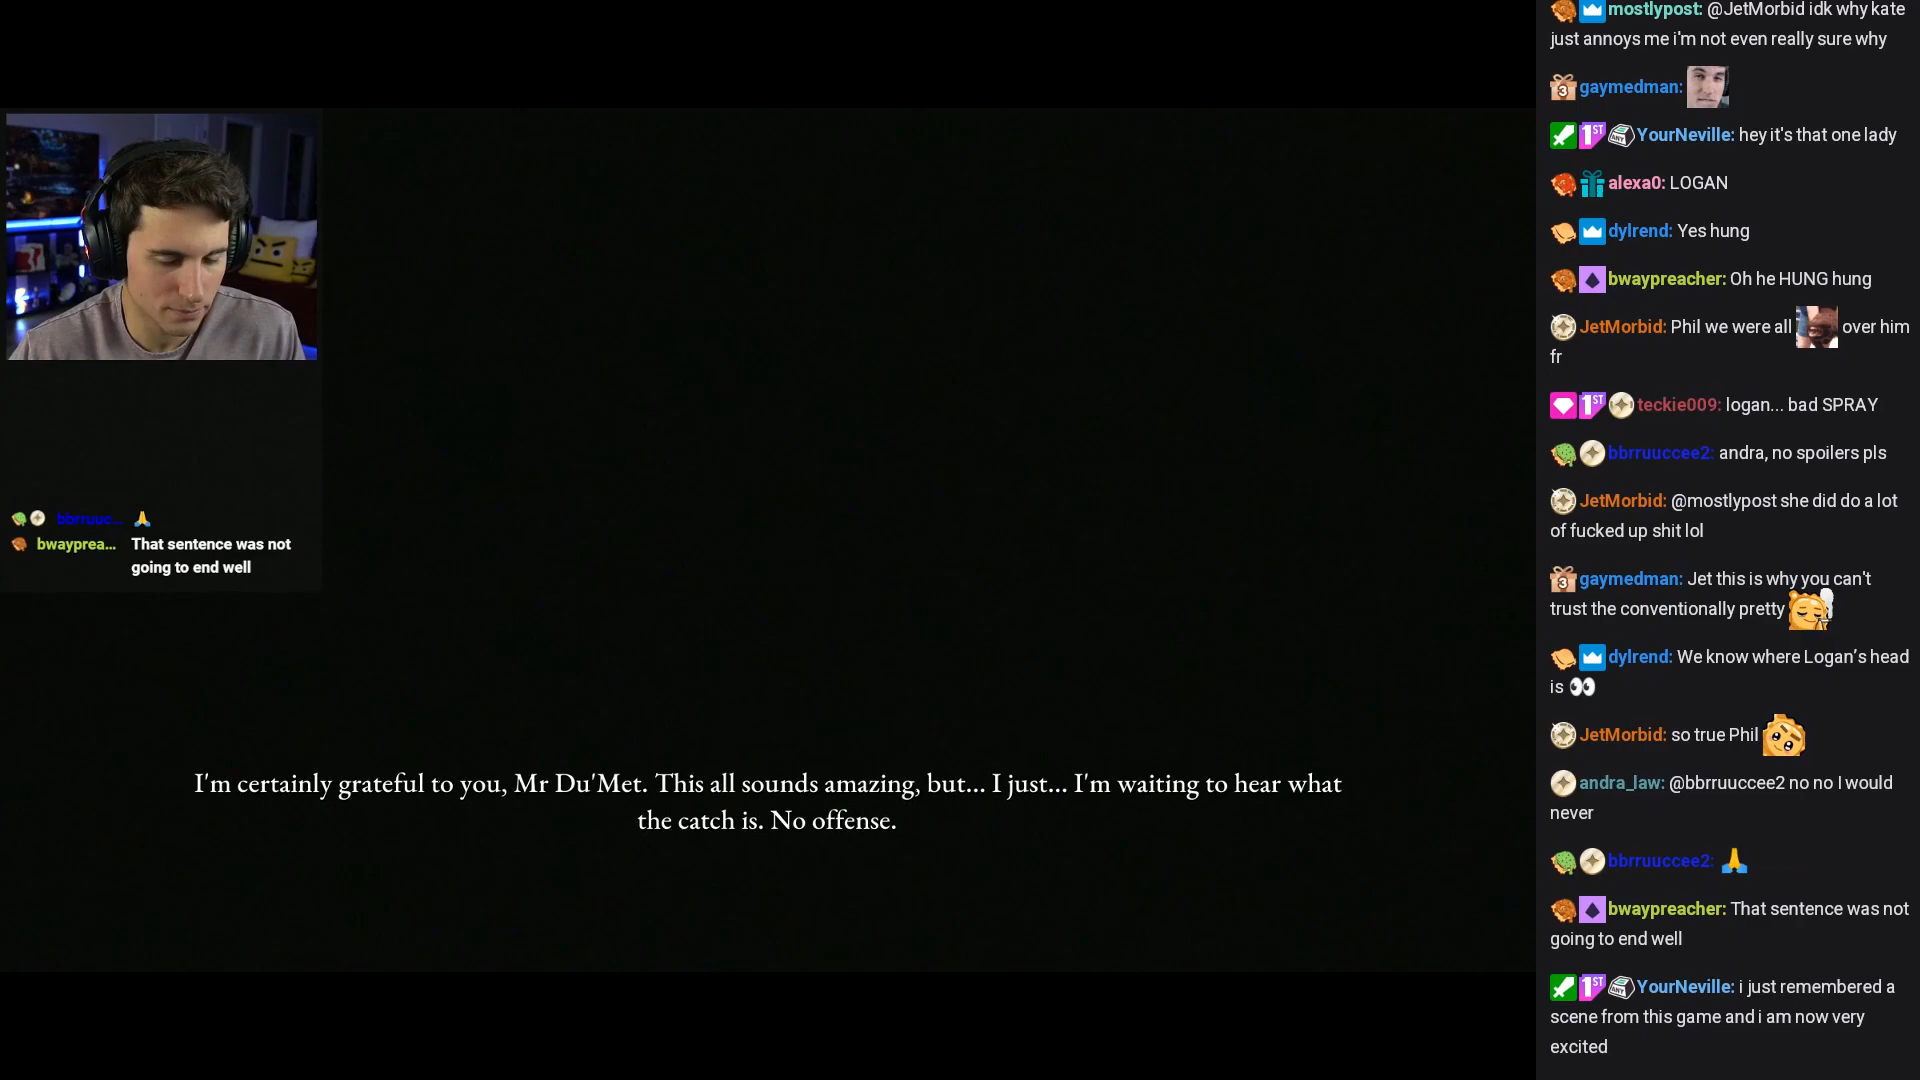 mostlypost: @JetMorbid idk why kate
just annoys me i'm not even really sure why
3 gaymedman:
1ST ANY YourNeville: hey it's that one lady
alexa0: LOGAN
dylrend: Yes hung
bwaypreacher: Oh he HUNG hung
JetMorbid: Phil we were all over him
fr
1ST teckie009: logan... bad SPRAY
bbrruuccee2: andra, no spoilers pls
JetMorbid: @mostlypost she did do a lot
of fucked up shit lol
3 gaymedman: Jet this is why you can't
trust the conventionally pretty
dylrend: We know where Logan’s head
is 👀
JetMorbid: so true Phil
andra_law: @bbrruuccee2 no no I would
never
bbrruuccee2: 🙏
bwaypreacher: That sentence was not
going to end well
1ST ANY YourNeville: i just remembered a
scene from this game and i am now very
excited
bbrruuc... 🙏
bwayprea... That sentence was not
going to end well
I'm certainly grateful to you, Mr Du'Met. This all sounds amazing, but... I just... I'm waiting to hear what
the catch is. No offense.